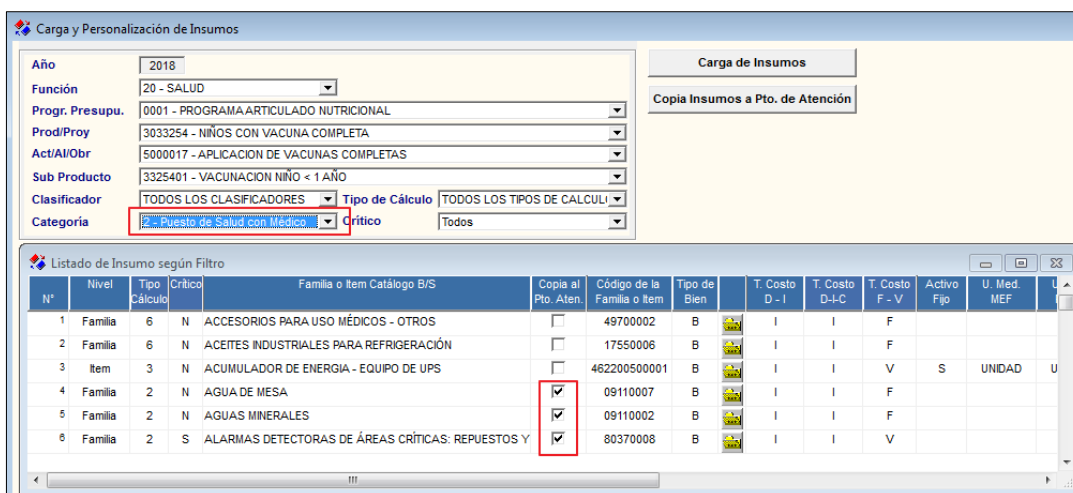 Carga y Personalización de Insumos
Año 2018
Carga de Insumos
Función 20 - SALUD
Copia Insumos a Pto. de Atención
Progr. Presupu. 0001 - PROGRAMA ARTICULADO NUTRICIONAL
Prod/Proy 3033254 - NIÑOS CON VACUNA COMPLETA
Act/AI/Obr 5000017 - APLICACION DE VACUNAS COMPLETAS
Sub Producto 3325401 - VACUNACION NIÑO < 1 AÑO
Clasificador TODOS LOS CLASIFICADORES Tipo de Cálculo TODOS LOS TIPOS DE CALCUL
Categoría 2 - Puesto de Salud con Médico Crítico Todos
Listado de Insumo según Filtro
N° Nivel Tipo Cálculo Crítico Familia o Item Catálogo B/S Copia al Pto. Aten. Código de la Familia o Item Tipo de Bien T. Costo D - I T. Costo D-I-C T. Costo F - V Activo Fijo U. Med. MEF U
1 Familia 6 N ACCESORIOS PARA USO MÉDICOS - OTROS 49700002 B I I F
2 Familia 6 N ACEITES INDUSTRIALES PARA REFRIGERACIÓN 17550006 B I I F
3 Item 3 N ACUMULADOR DE ENERGIA - EQUIPO DE UPS 462200500001 B I I V S UNIDAD U
4 Familia 2 N AGUA DE MESA 09110007 B I I F
5 Familia 2 N AGUAS MINERALES 09110002 B I I F
6 Familia 2 S ALARMAS DETECTORAS DE ÁREAS CRÍTICAS: REPUESTOS Y 80370008 B I I V